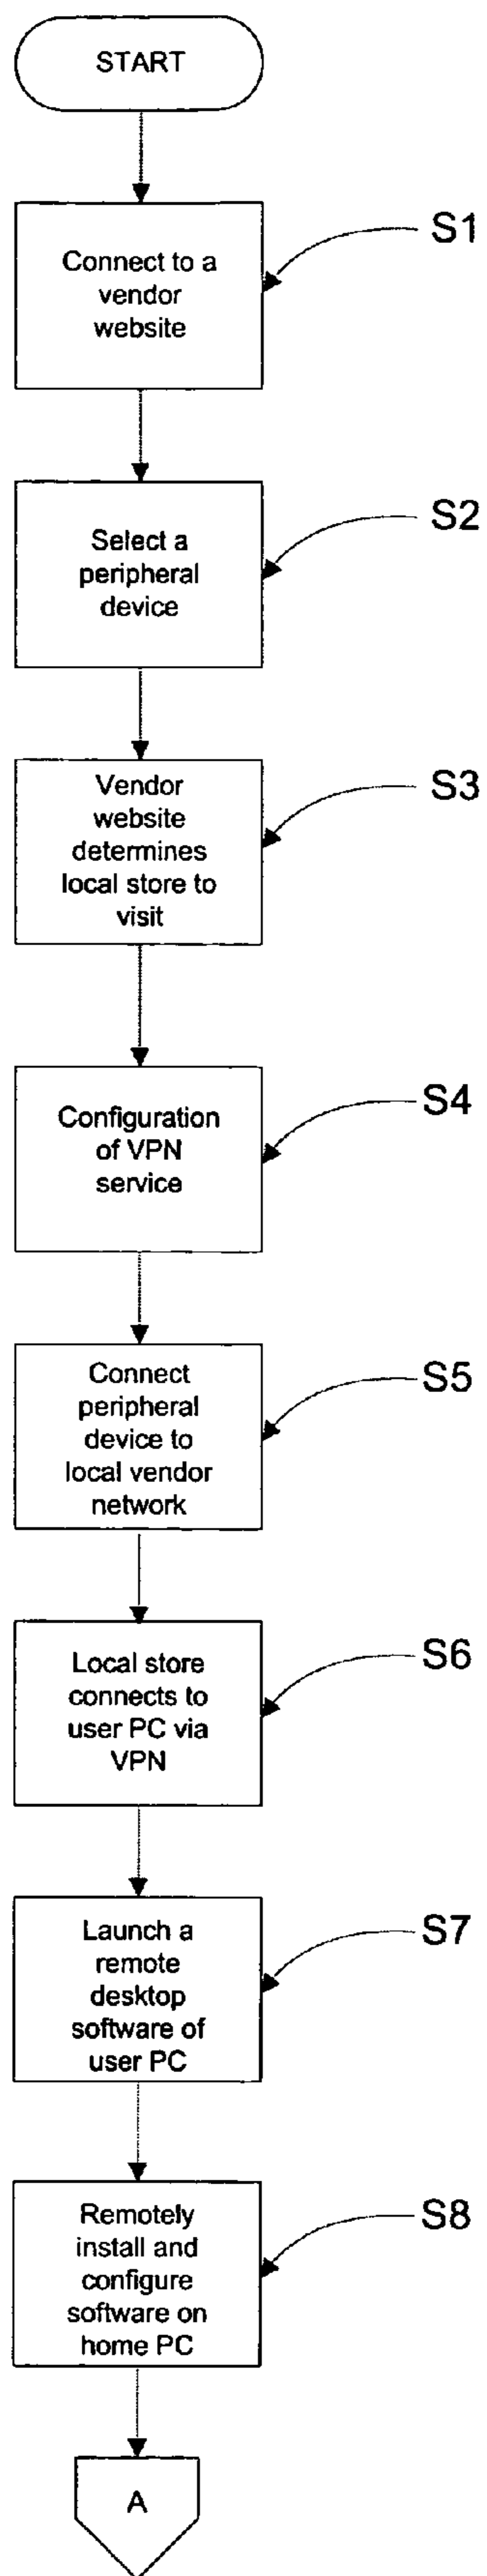 START
Connect to a
vendor
website
S1
Select a
peripheral
device
S2
Vendor
website
determines
local store to
visit
S3
Configuration
of VPN
service
S4
Connect
peripheral
device to
local vendor
network
S5
Local store
connects to
user PC via
VPN
S6
Launch a
remote
desktop
software of
user PC
S7
Remotely
install and
configure
software on
home PC
S8
A